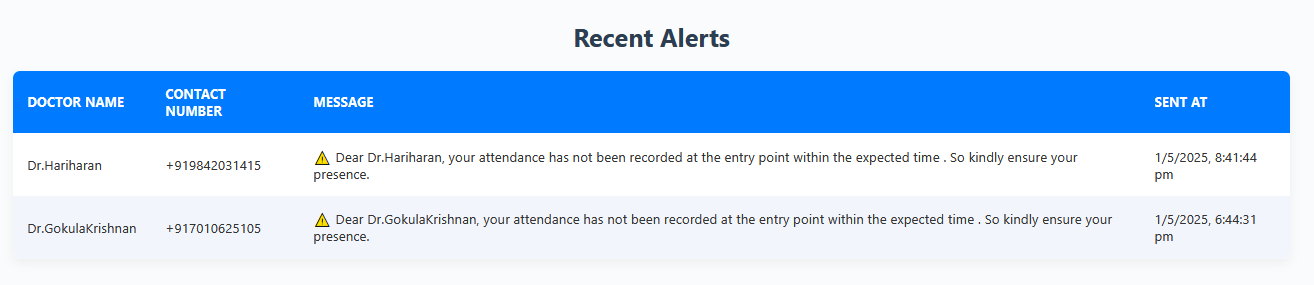 Recent Alerts
DOCTOR NAME CONTACT NUMBER MESSAGE SENT AT
Dr.Hariharan +919842031415 ⚠ Dear Dr.Hariharan, your attendance has not been recorded at the entry point within the expected time . So kindly ensure your presence. 1/5/2025, 8:41:44 pm
Dr.GokulaKrishnan +917010625105 ⚠ Dear Dr.GokulaKrishnan, your attendance has not been recorded at the entry point within the expected time . So kindly ensure your presence. 1/5/2025, 6:44:31 pm